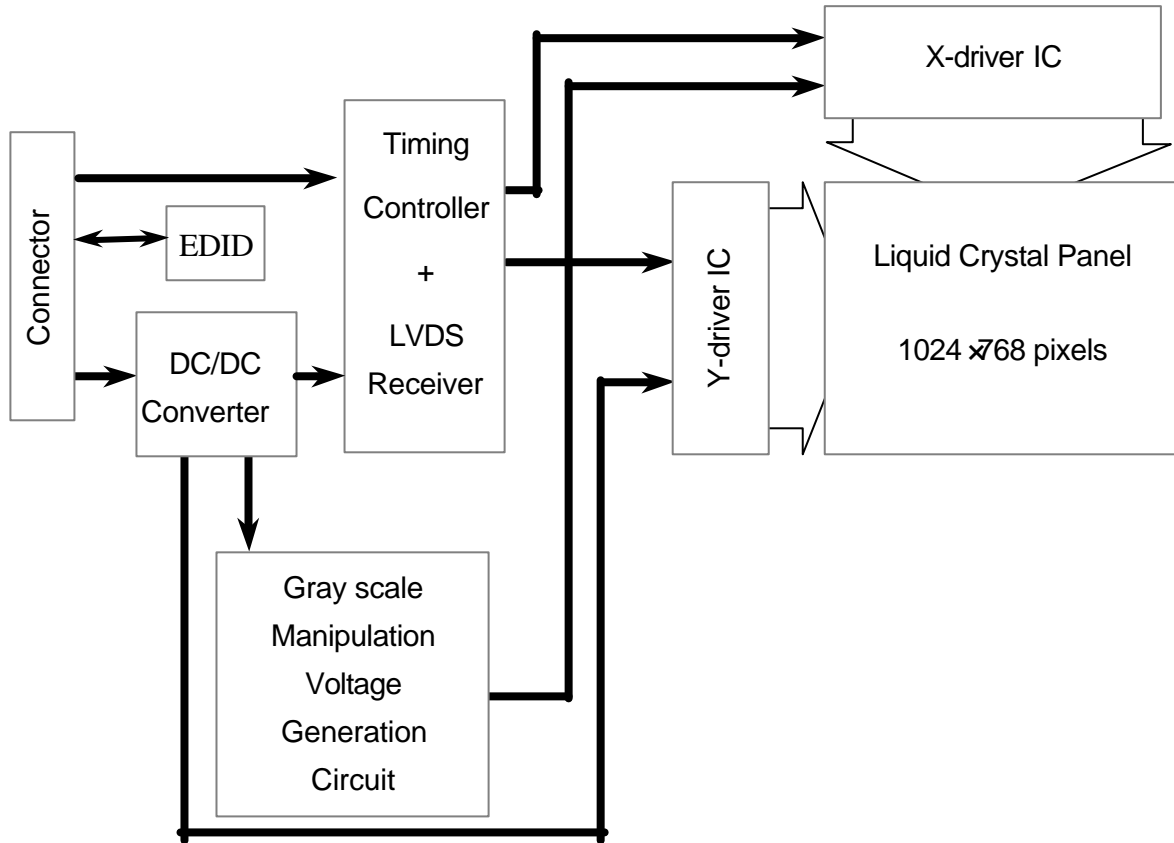 X-driver IC
Timing
Controller
+
LVDS
Receiver
Connector
EDID
DC/DC
Converter
Y-driver IC
Liquid Crystal Panel
1024 ×768 pixels
Gray scale
Manipulation
Voltage
Generation
Circuit